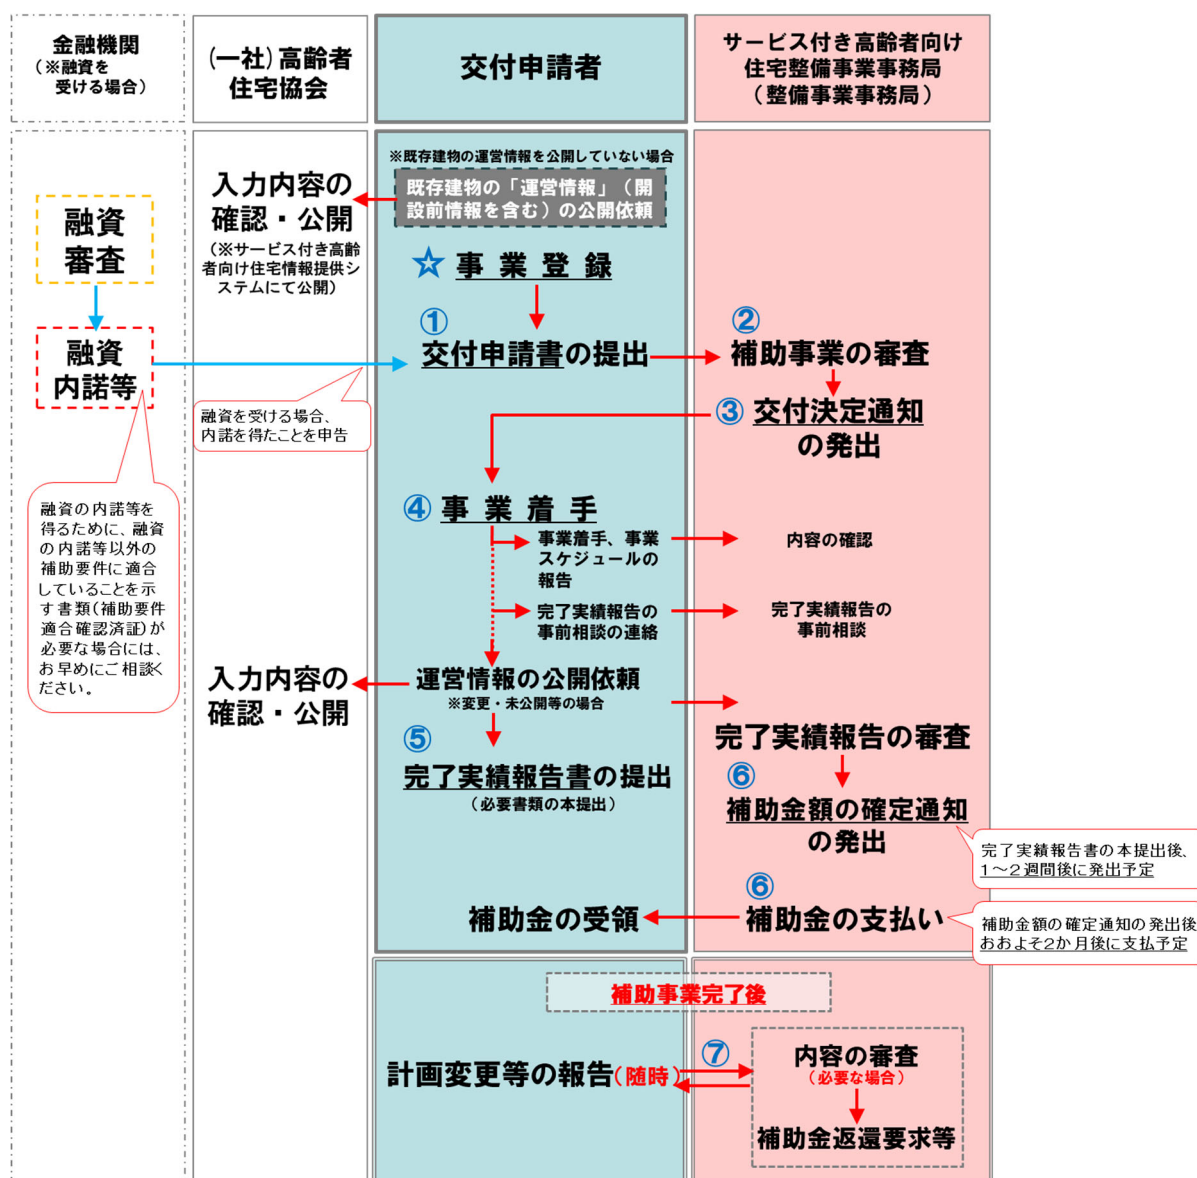 金融機関
(※融資を
受ける場合)
(一社)高齢者
住宅協会
交付申請者
サービス付き高齢者向け
住宅整備事業事務局
(整備事業事務局)
※既存建物の運営情報を公開していない場合
既存建物の「運営情報」(開
設前情報を含む)の公開依頼
入力内容の
確認・公開
(※サービス付き高齢
者向け住宅情報提供シ
ステムにて公開)
融資
審査
☆ 事業登録
①
交付申請書の提出
②
補助事業の審査
融資
内諾等
融資を受ける場合、
内諾を得たことを申告
③ 交付決定通知
の発出
融資の内諾等を
得るために、融資
の内諾等以外の
補助要件に適合
していることを示
す書類(補助要件
適合確認済証)が
必要な場合には、
お早めにご相談く
ださい。
④ 事業着手
事業着手、事業
スケジュールの
報告
内容の確認
完了実績報告の
事前相談の連絡
完了実績報告の
事前相談
入力内容の
確認・公開
運営情報の公開依頼
※変更・未公開等の場合
⑤
完了実績報告書の提出
(必要書類の本提出)
完了実績報告の審査
⑥
補助金額の確定通知
の発出
完了実績報告書の本提出後、
1~2週間後に発出予定
⑥
補助金の支払い
補助金の受領
補助金額の確定通知の発出後
おおよそ2か月後に支払予定
補助事業完了後
計画変更等の報告(随時)
⑦
内容の審査
(必要な場合)
補助金返還要求等